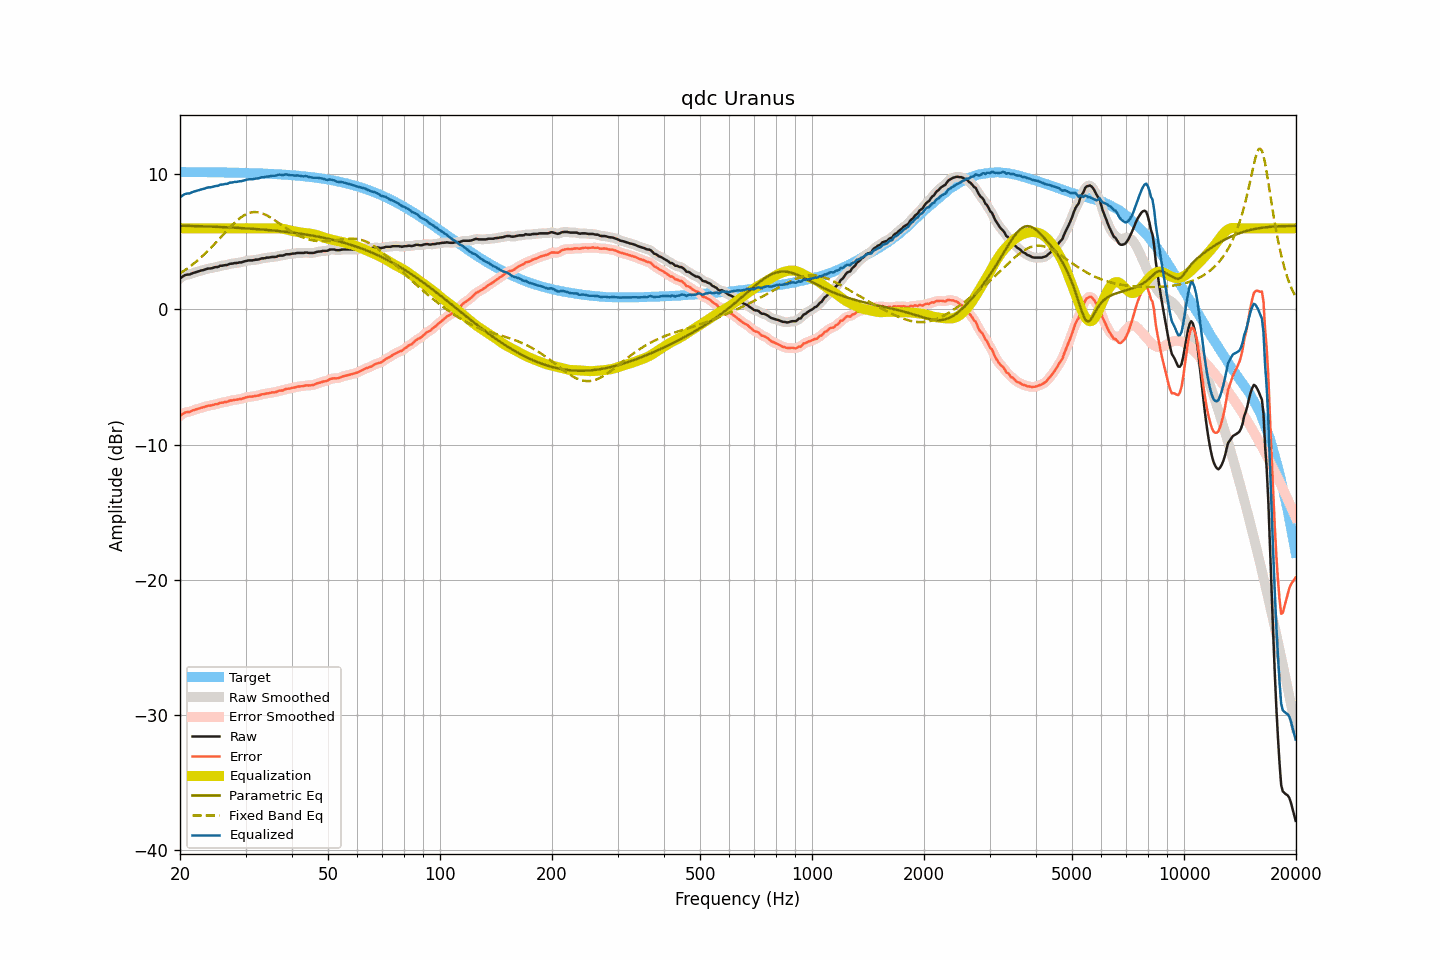 qdc Uranus
Amplitude (dBr)
10
0
−10
−20
−30
−40
Target
Raw Smoothed
Error Smoothed
Raw
Error
Equalization
Parametric Eq
Fixed Band Eq
Equalized
20 50 100 200 500 1000 2000 5000 10000 20000
Frequency (Hz)